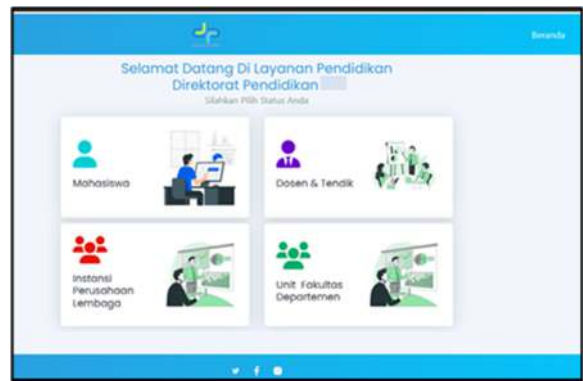 Beranda
Selamat Datang Di Layanan Pendidikan
Direktorat Pendidikan
Silahkan Pilih Status Anda
Mahasiswa
Dosen & Tendik
Instansi
Perusahaan
Lembaga
Unit Fakultas
Departemen